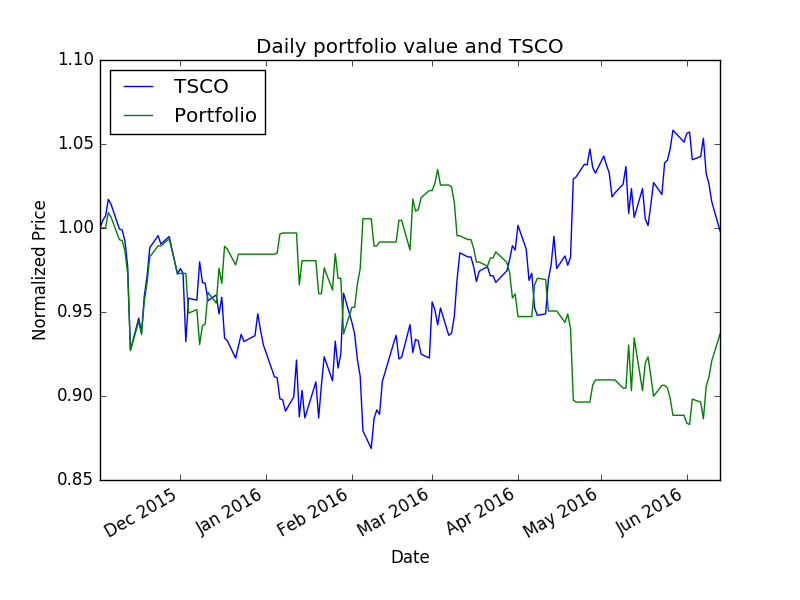 Daily portfolio value and TSCO
TSCO
Portfolio
1.10
1.05
1.00
0.95
0.90
0.85
Normalized Price
Dec 2015
Jan 2016
Feb 2016
Mar 2016
Apr 2016
May 2016
Jun 2016
Date